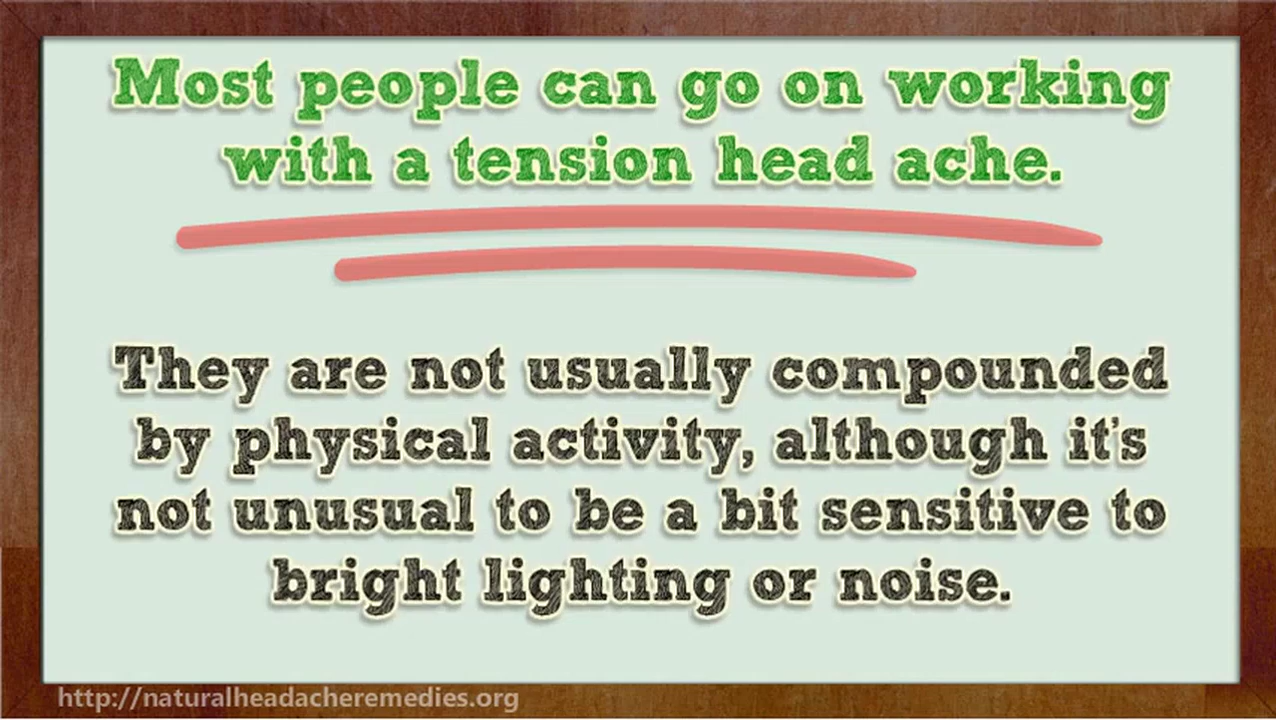 Most people can go on working
with a tension head ache.
They are not usually compounded
by physical activity, although it's
not unusual to be a bit sensitive to
bright lighting or noise.
http://naturalheadacheremedies.org